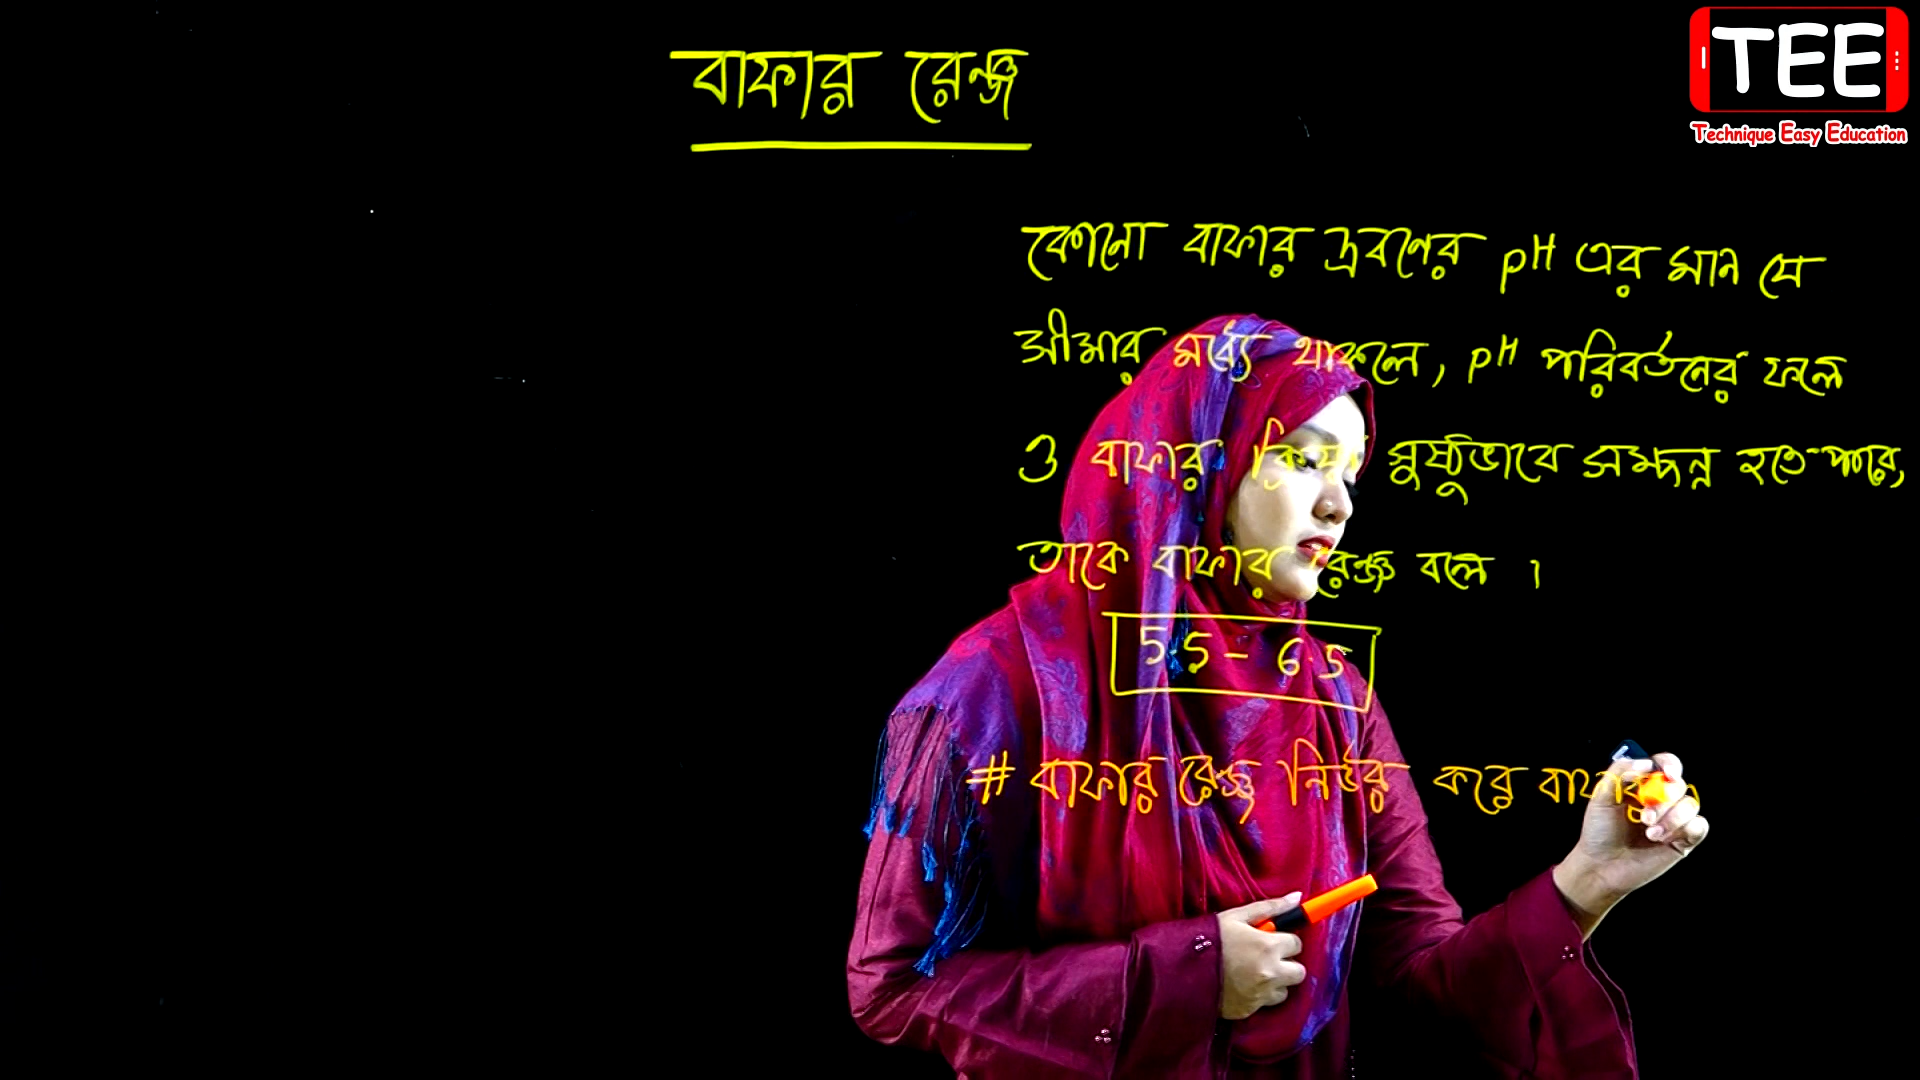 বাফার রেঞ্জ
TEE
Technique Easy Education
কোনো বাফার দ্রবণের pH এর মান যে
সীমার মধ্যে থাকলে, pH পরিবর্তনের ফলে
ও বাফার ক্রিয়া সুষ্ঠুভাবে সম্পন্ন হতে পারে,
তাকে বাফার রেঞ্জ বলে ।
5.5 - 6.5
# বাফার রেঞ্জ নির্ভর করে বাফার